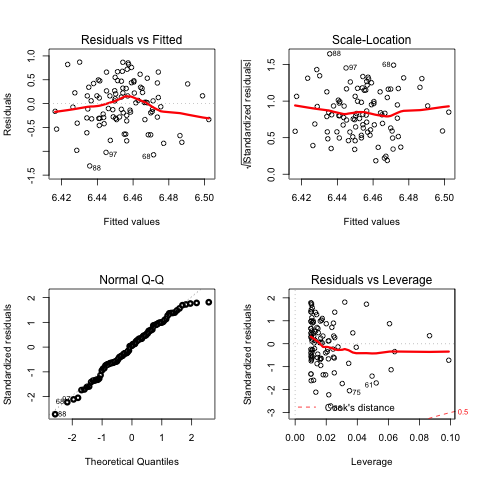 Residuals vs Fitted
Residuals
1.0
0.5
0.0
-0.5
-1.5
97
68
88
6.42 6.44 6.46 6.48 6.50
Fitted values
Scale-Location
√|Standardized residuals|
1.5
1.0
0.5
0.0
88
97
68
6.42 6.44 6.46 6.48 6.50
Fitted values
Normal Q-Q
Standardized residuals
2
1
0
-1
-2
97
68
88
-2 -1 0 1 2
Theoretical Quantiles
Residuals vs Leverage
Standardized residuals
2
1
0
-1
-2
-3
61
75
Cook's distance
0.5
0.00 0.02 0.04 0.06 0.08 0.10
Leverage